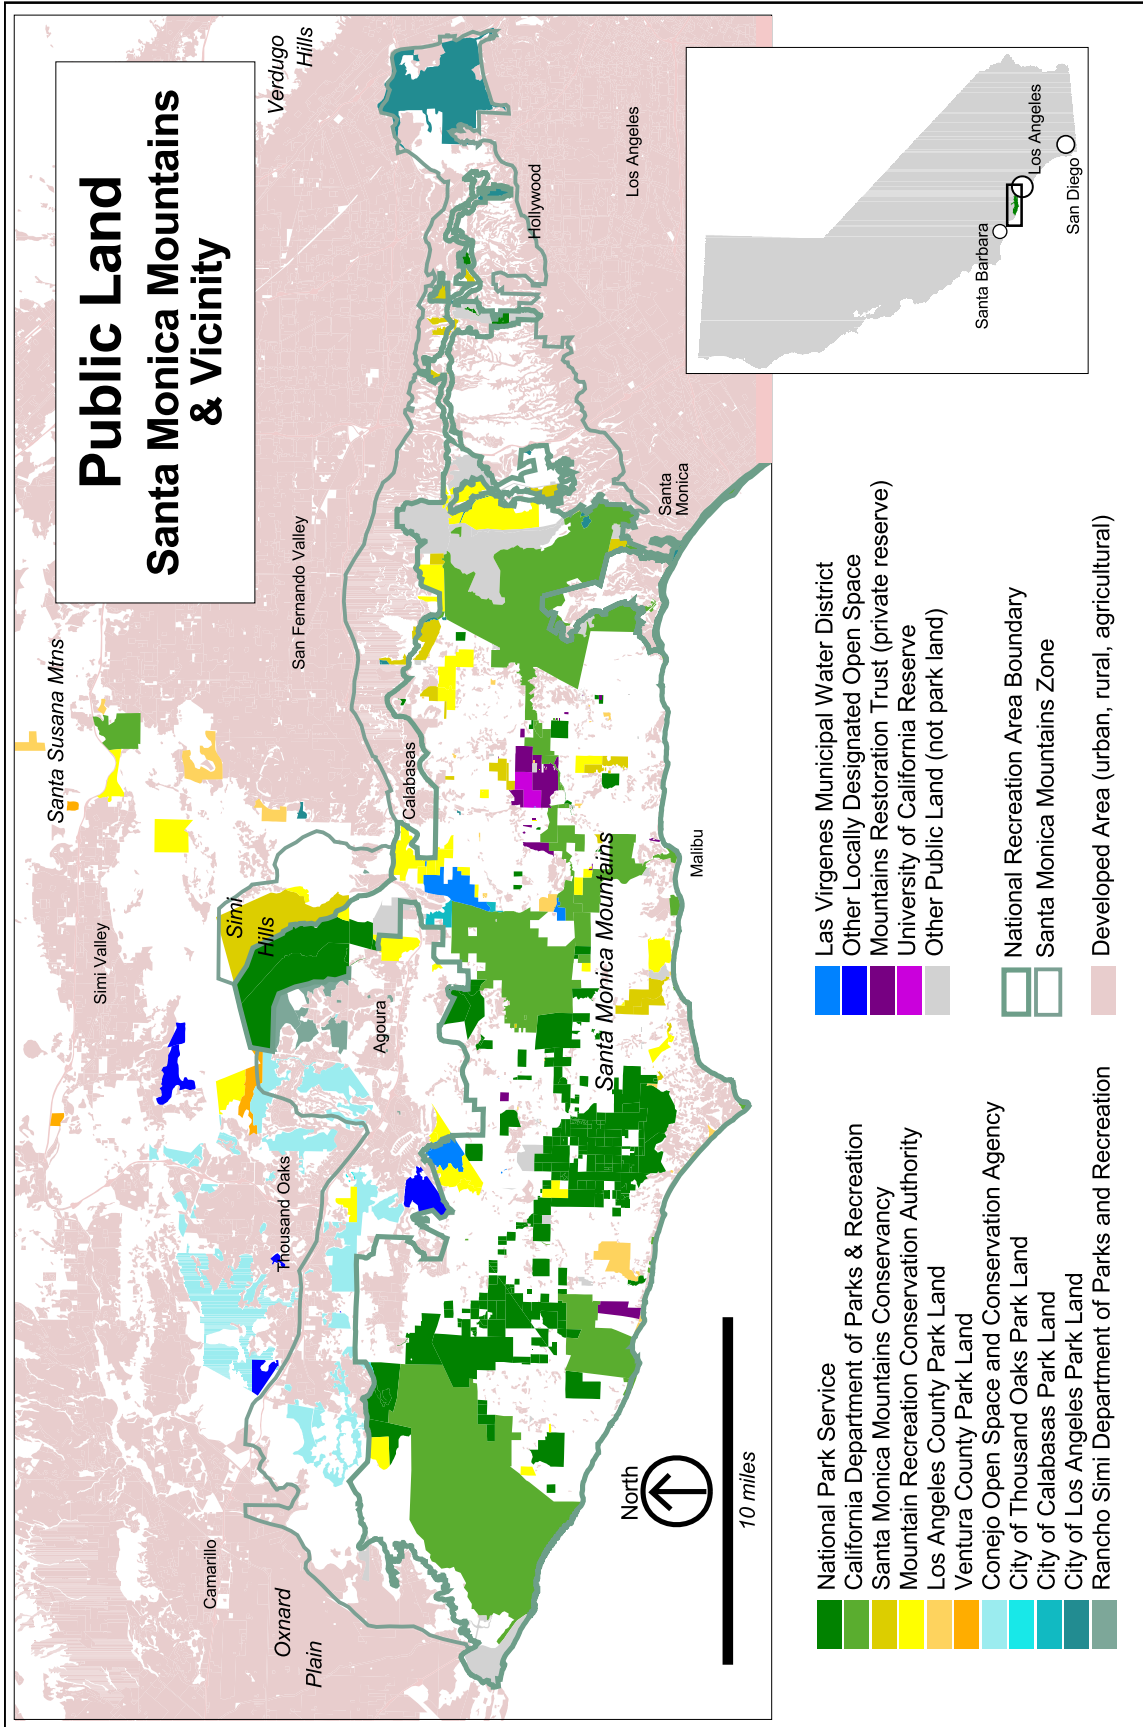 Public Land
Santa Monica Mountains
& Vicinity
Verdugo
Hills
Santa Susana Mtns
Simi Valley
San Fernando Valley
Los Angeles
Hollywood
Santa
Monica
Calabasas
Simi
Hills
Agoura
Thousand Oaks
Malibu
Santa Monica Mountains
Camarillo
Oxnard
Plain
North
10 miles
Santa Barbara
Los Angeles
San Diego
National Park Service
California Department of Parks & Recreation
Santa Monica Mountains Conservancy
Mountain Recreation Conservation Authority
Los Angeles County Park Land
Ventura County Park Land
Conejo Open Space and Conservation Agency
City of Thousand Oaks Park Land
City of Calabasas Park Land
City of Los Angeles Park Land
Rancho Simi Department of Parks and Recreation
Las Virgenes Municipal Water District
Other Locally Designated Open Space
Mountains Restoration Trust (private reserve)
University of California Reserve
Other Public Land (not park land)
National Recreation Area Boundary
Santa Monica Mountains Zone
Developed Area (urban, rural, agricultural)